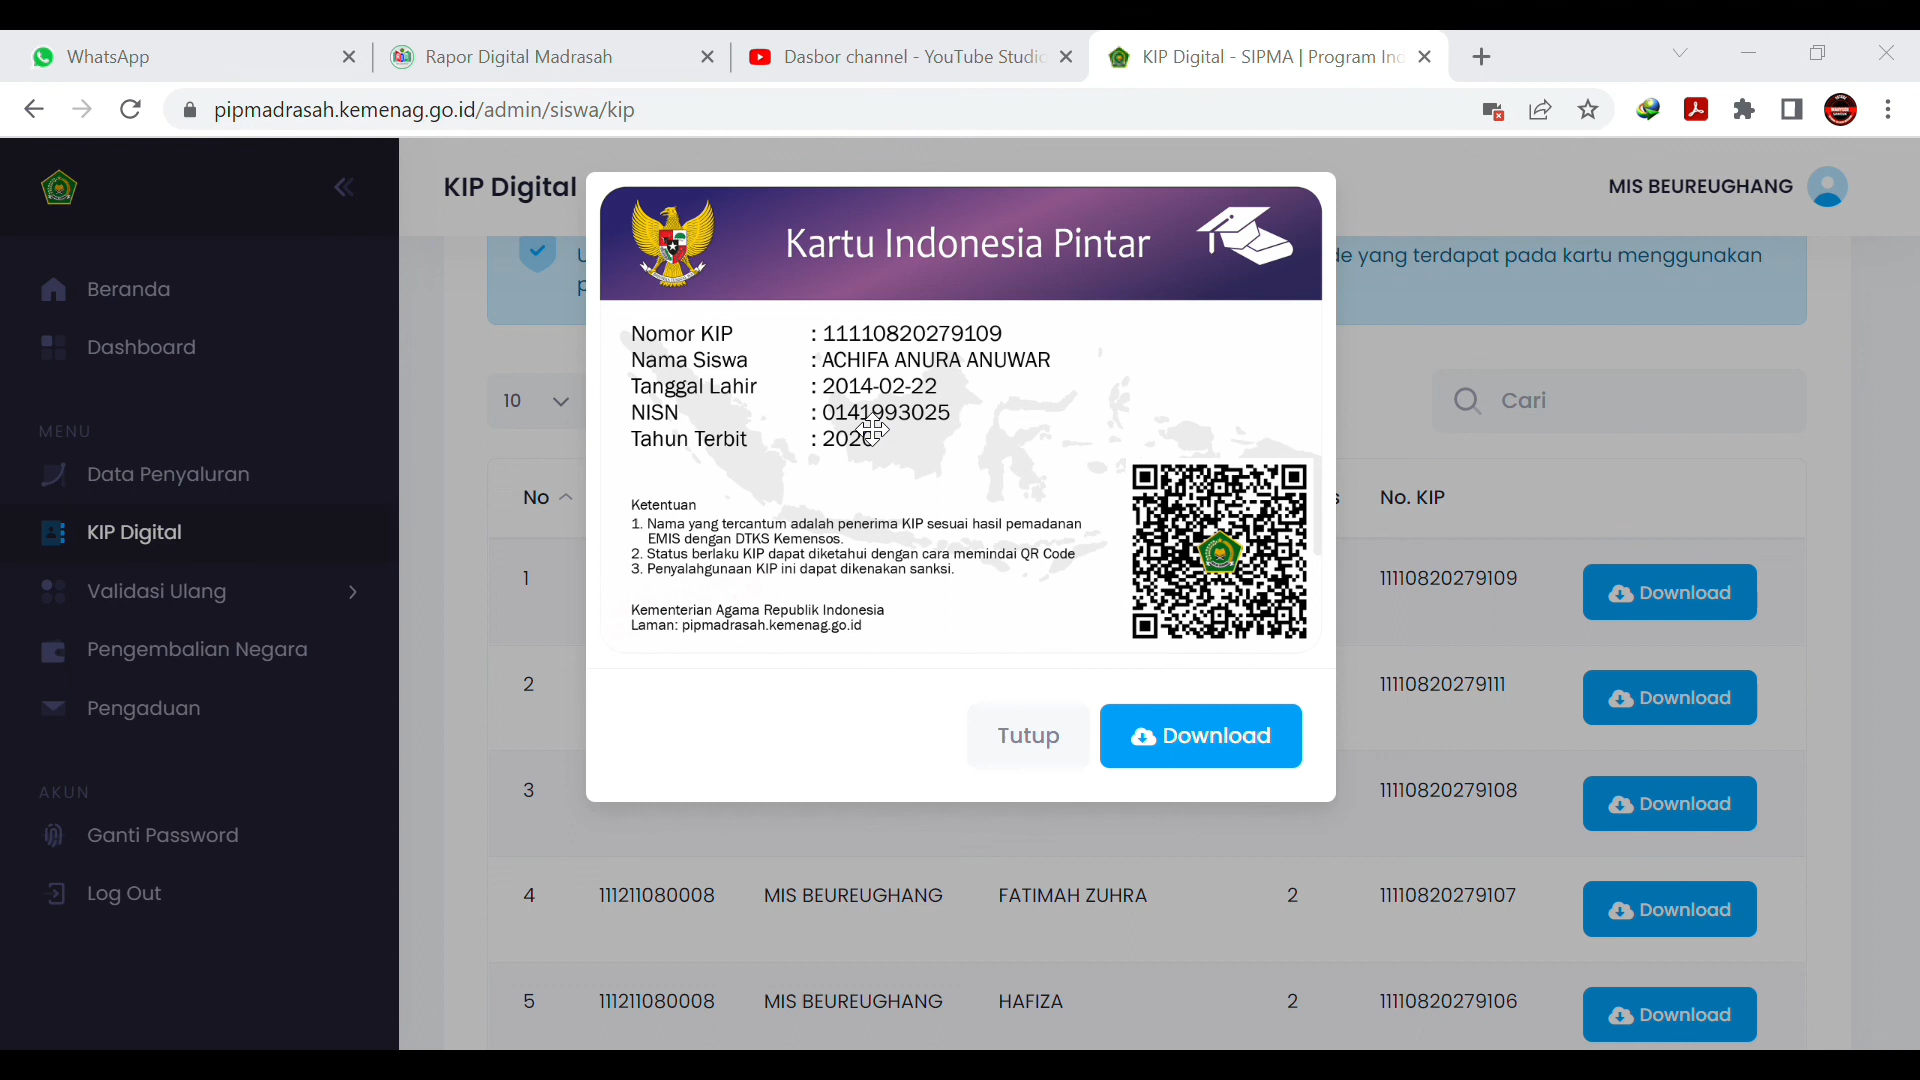 WhatsApp
Rapor Digital Madrasah
Dasbor channel - YouTube Studio
KIP Digital - SIPMA | Program Ind
pipmadrasah.kemenag.go.id/admin/siswa/kip
KIP Digital
MIS BEUREUGHANG
Beranda
Dashboard
MENU
Data Penyaluran
KIP Digital
Validasi Ulang
Pengembalian Negara
Pengaduan
AKUN
Ganti Password
Log Out
de yang terdapat pada kartu menggunakan
10
Cari
Kartu Indonesia Pintar
Nomor KIP : 11110820279109
Nama Siswa : ACHIFA ANURA ANUWAR
Tanggal Lahir : 2014-02-22
NISN : 0141993025
Tahun Terbit : 2020
Ketentuan
1. Nama yang tercantum adalah penerima KIP sesuai hasil pemadanan
EMIS dengan DTKS Kemensos.
2. Status berlaku KIP dapat diketahui dengan cara memindai QR Code
3. Penyalahgunaan KIP ini dapat dikenakan sanksi.
Kementerian Agama Republik Indonesia
Laman: pipmadrasah.kemenag.go.id
Tutup
Download
No No. KIP
1 11110820279109 Download
2 11110820279111 Download
3 11110820279108 Download
4 111211080008 MIS BEUREUGHANG FATIMAH ZUHRA 2 11110820279107 Download
5 111211080008 MIS BEUREUGHANG HAFIZA 2 11110820279106 Download